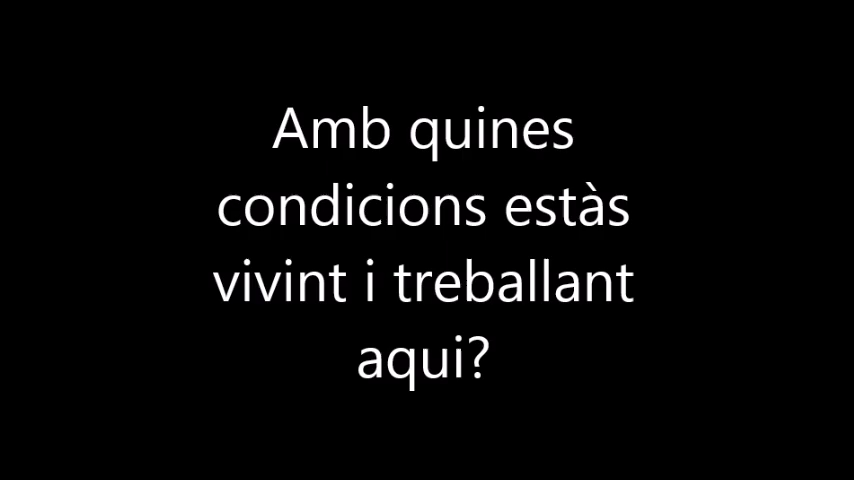 Amb quines
condicions estàs
vivint i treballant
aqui?